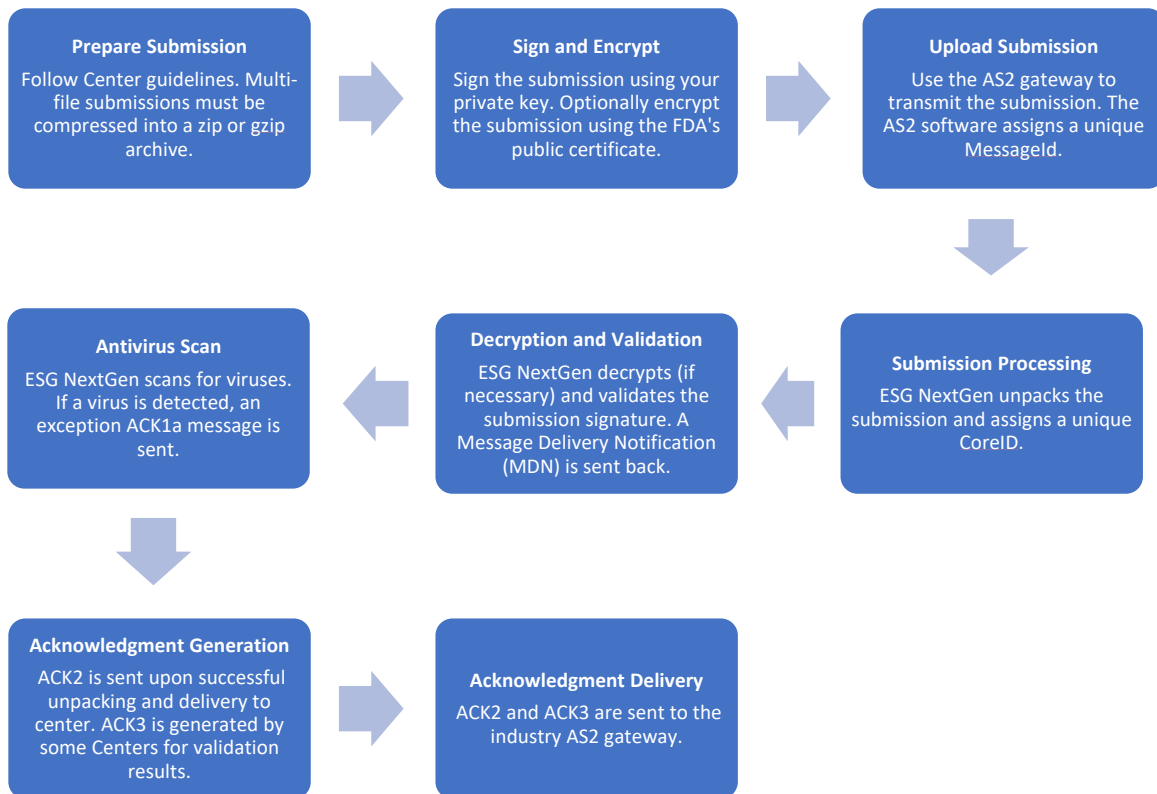 Prepare Submission
Follow Center guidelines. Multi-
file submissions must be
compressed into a zip or gzip
archive.
Sign and Encrypt
Sign the submission using your
private key. Optionally encrypt
the submission using the FDA's
public certificate.
Upload Submission
Use the AS2 gateway to
transmit the submission. The
AS2 software assigns a unique
MessageId.
Submission Processing
ESG NextGen unpacks the
submission and assigns a unique
CoreID.
Decryption and Validation
ESG NextGen decrypts (if
necessary) and validates the
submission signature. A
Message Delivery Notification
(MDN) is sent back.
Antivirus Scan
ESG NextGen scans for viruses.
If a virus is detected, an
exception ACK1a message is
sent.
Acknowledgment Generation
ACK2 is sent upon successful
unpacking and delivery to
center. ACK3 is generated by
some Centers for validation
results.
Acknowledgment Delivery
ACK2 and ACK3 are sent to the
industry AS2 gateway.